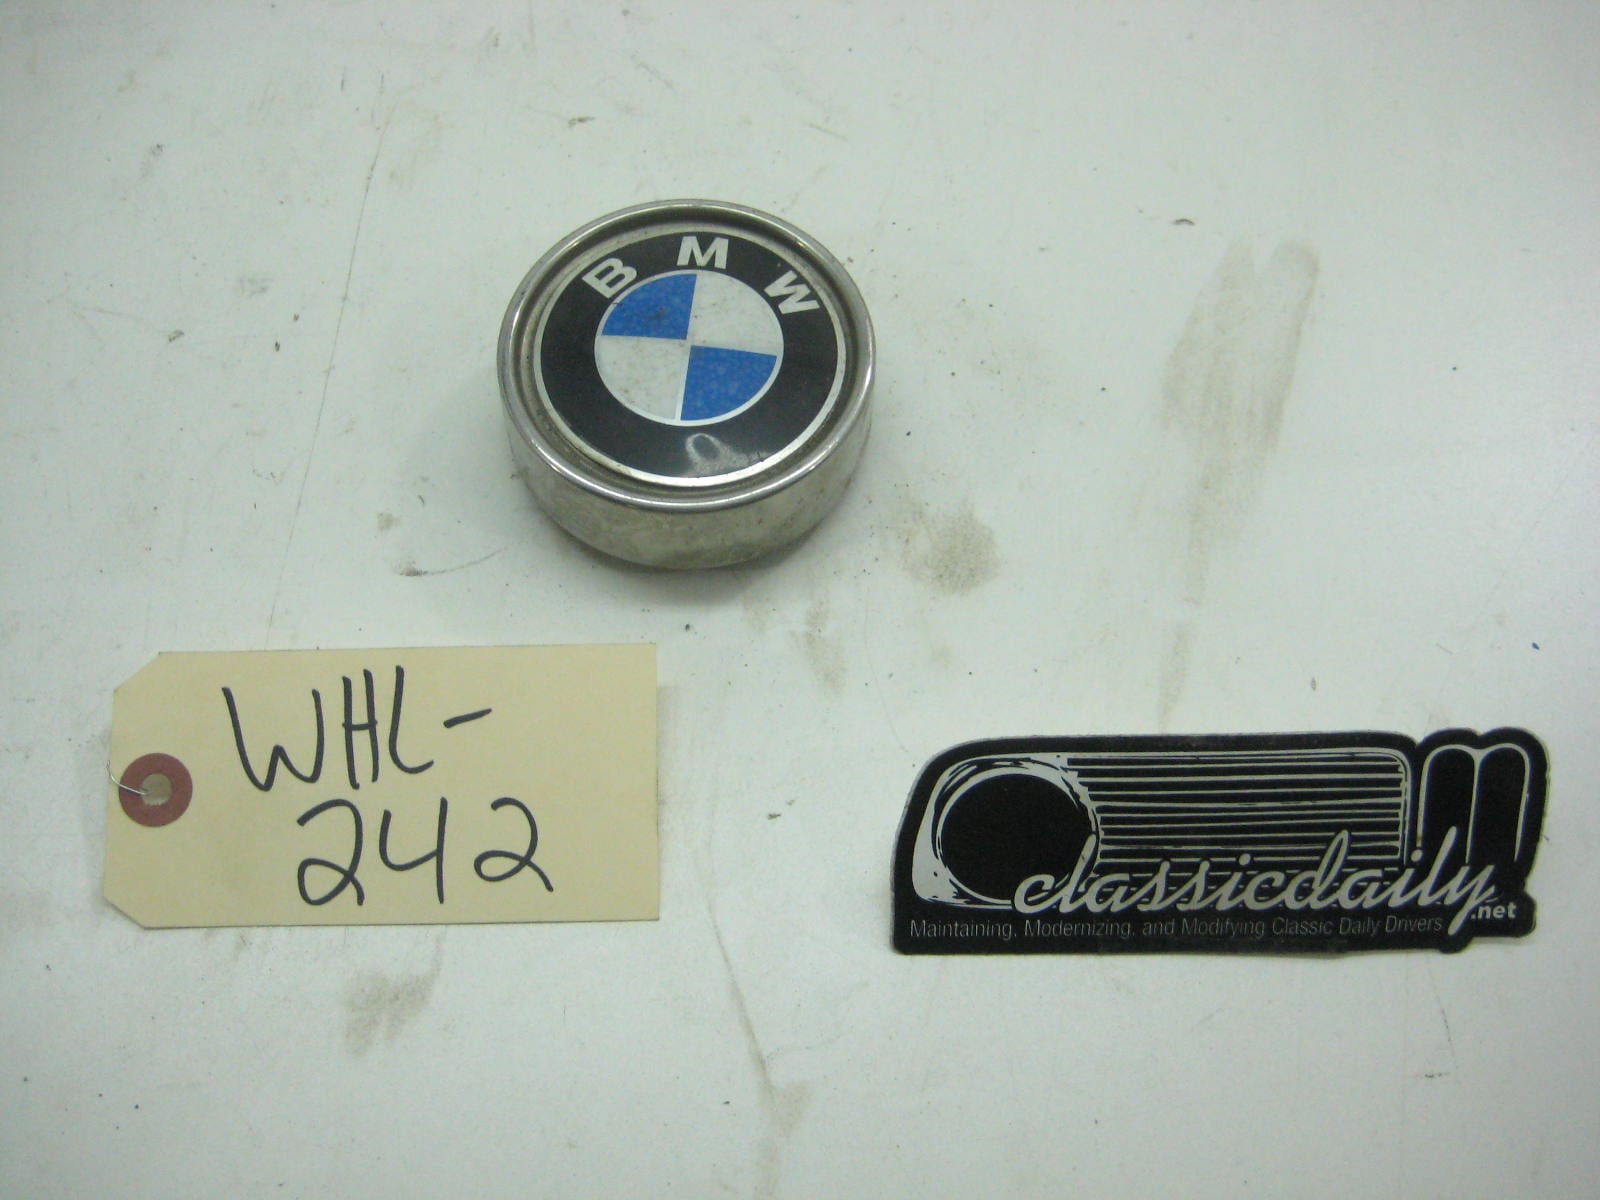 BMW
WHL-
242
classicdaily
.net
Maintaining, Modernizing, and Modifying Classic Daily Drivers